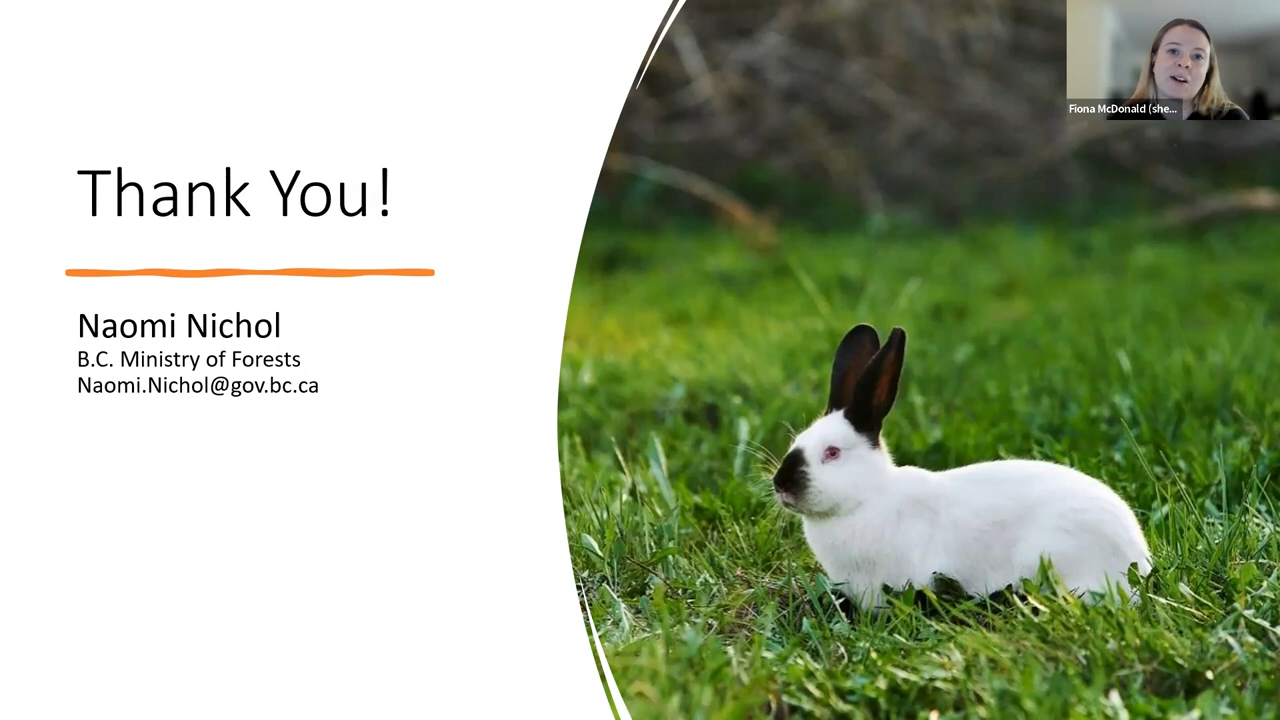 Thank You!
Naomi Nichol
B.C. Ministry of Forests
Naomi.Nichol@gov.bc.ca
Fiona McDonald (she...